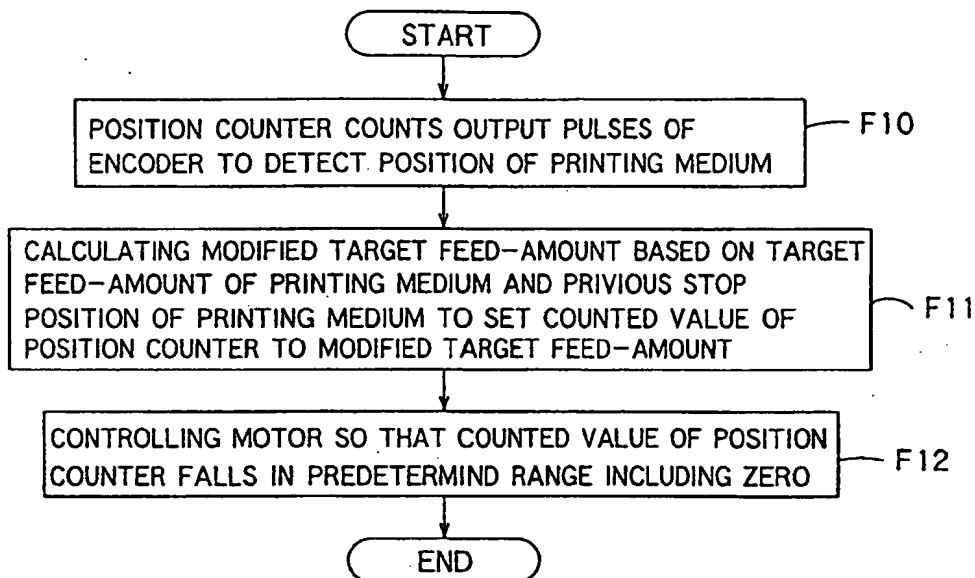 START
POSITION COUNTER COUNTS OUTPUT PULSES OF
ENCODER TO DETECT POSITION OF PRINTING MEDIUM
F10
CALCULATING MODIFIED TARGET FEED-AMOUNT BASED ON TARGET
FEED-AMOUNT OF PRINTING MEDIUM AND PRIVIOUS STOP
POSITION OF PRINTING MEDIUM TO SET COUNTED VALUE OF
POSITION COUNTER TO MODIFIED TARGET FEED-AMOUNT
F11
CONTROLLING MOTOR SO THAT COUNTED VALUE OF POSITION
COUNTER FALLS IN PREDETERMIND RANGE INCLUDING ZERO
F12
END